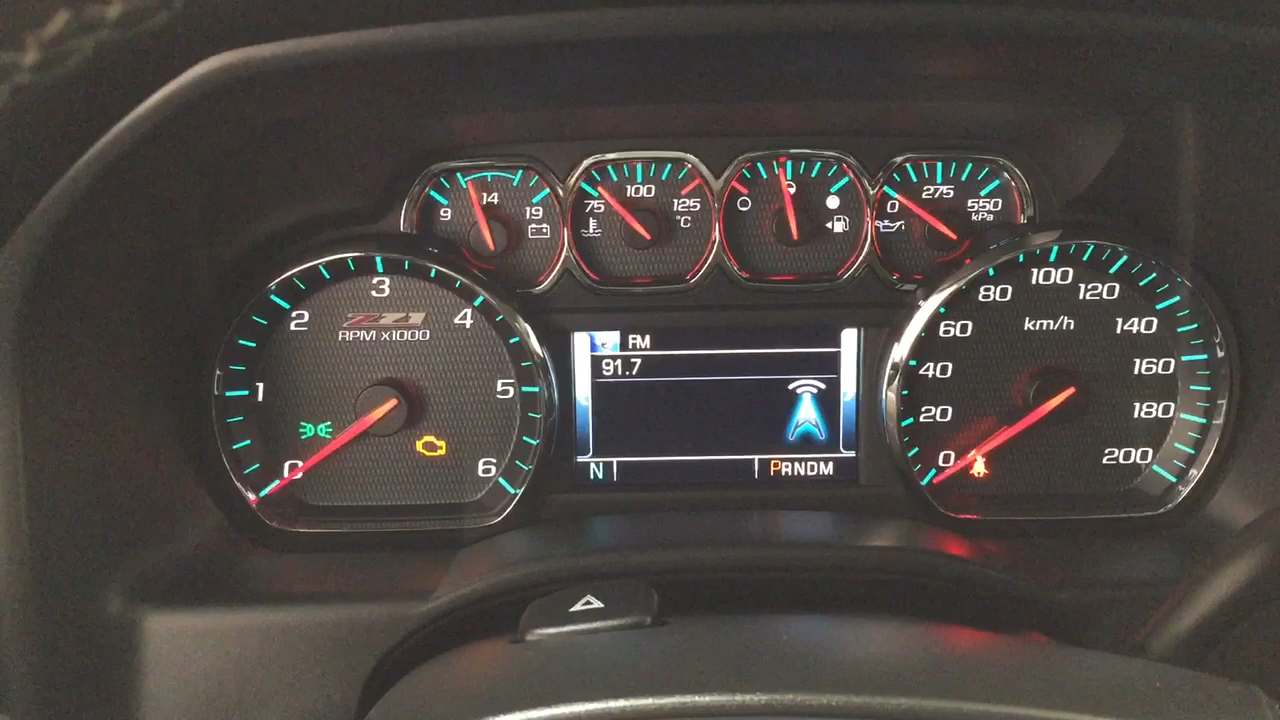 9 14 19
75 100 125
°C
0 275 550
kPa
0 1 2 3 4 5 6
Z71
RPM x1000
FM
91.7
N PRNDM
0 20 40 60 80 100 120 140 160 180 200
km/h